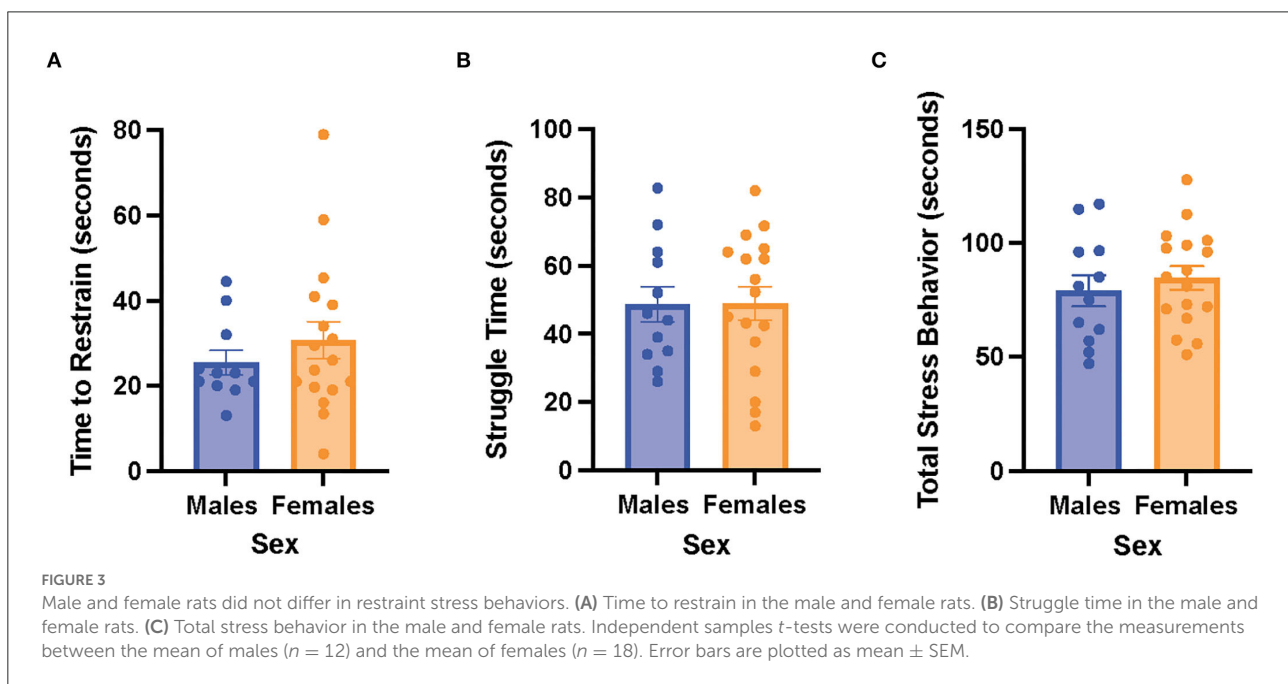 A
B
C
Time to Restrain (seconds)
80
60
40
20
0
Males Females
Sex
Struggle Time (seconds)
100
80
60
40
20
0
Males Females
Sex
Total Stress Behavior (seconds)
150
100
50
0
Males Females
Sex
FIGURE 3
Male and female rats did not differ in restraint stress behaviors. (A) Time to restrain in the male and female rats. (B) Struggle time in the male and
female rats. (C) Total stress behavior in the male and female rats. Independent samples t-tests were conducted to compare the measurements
between the mean of males (n = 12) and the mean of females (n = 18). Error bars are plotted as mean ± SEM.